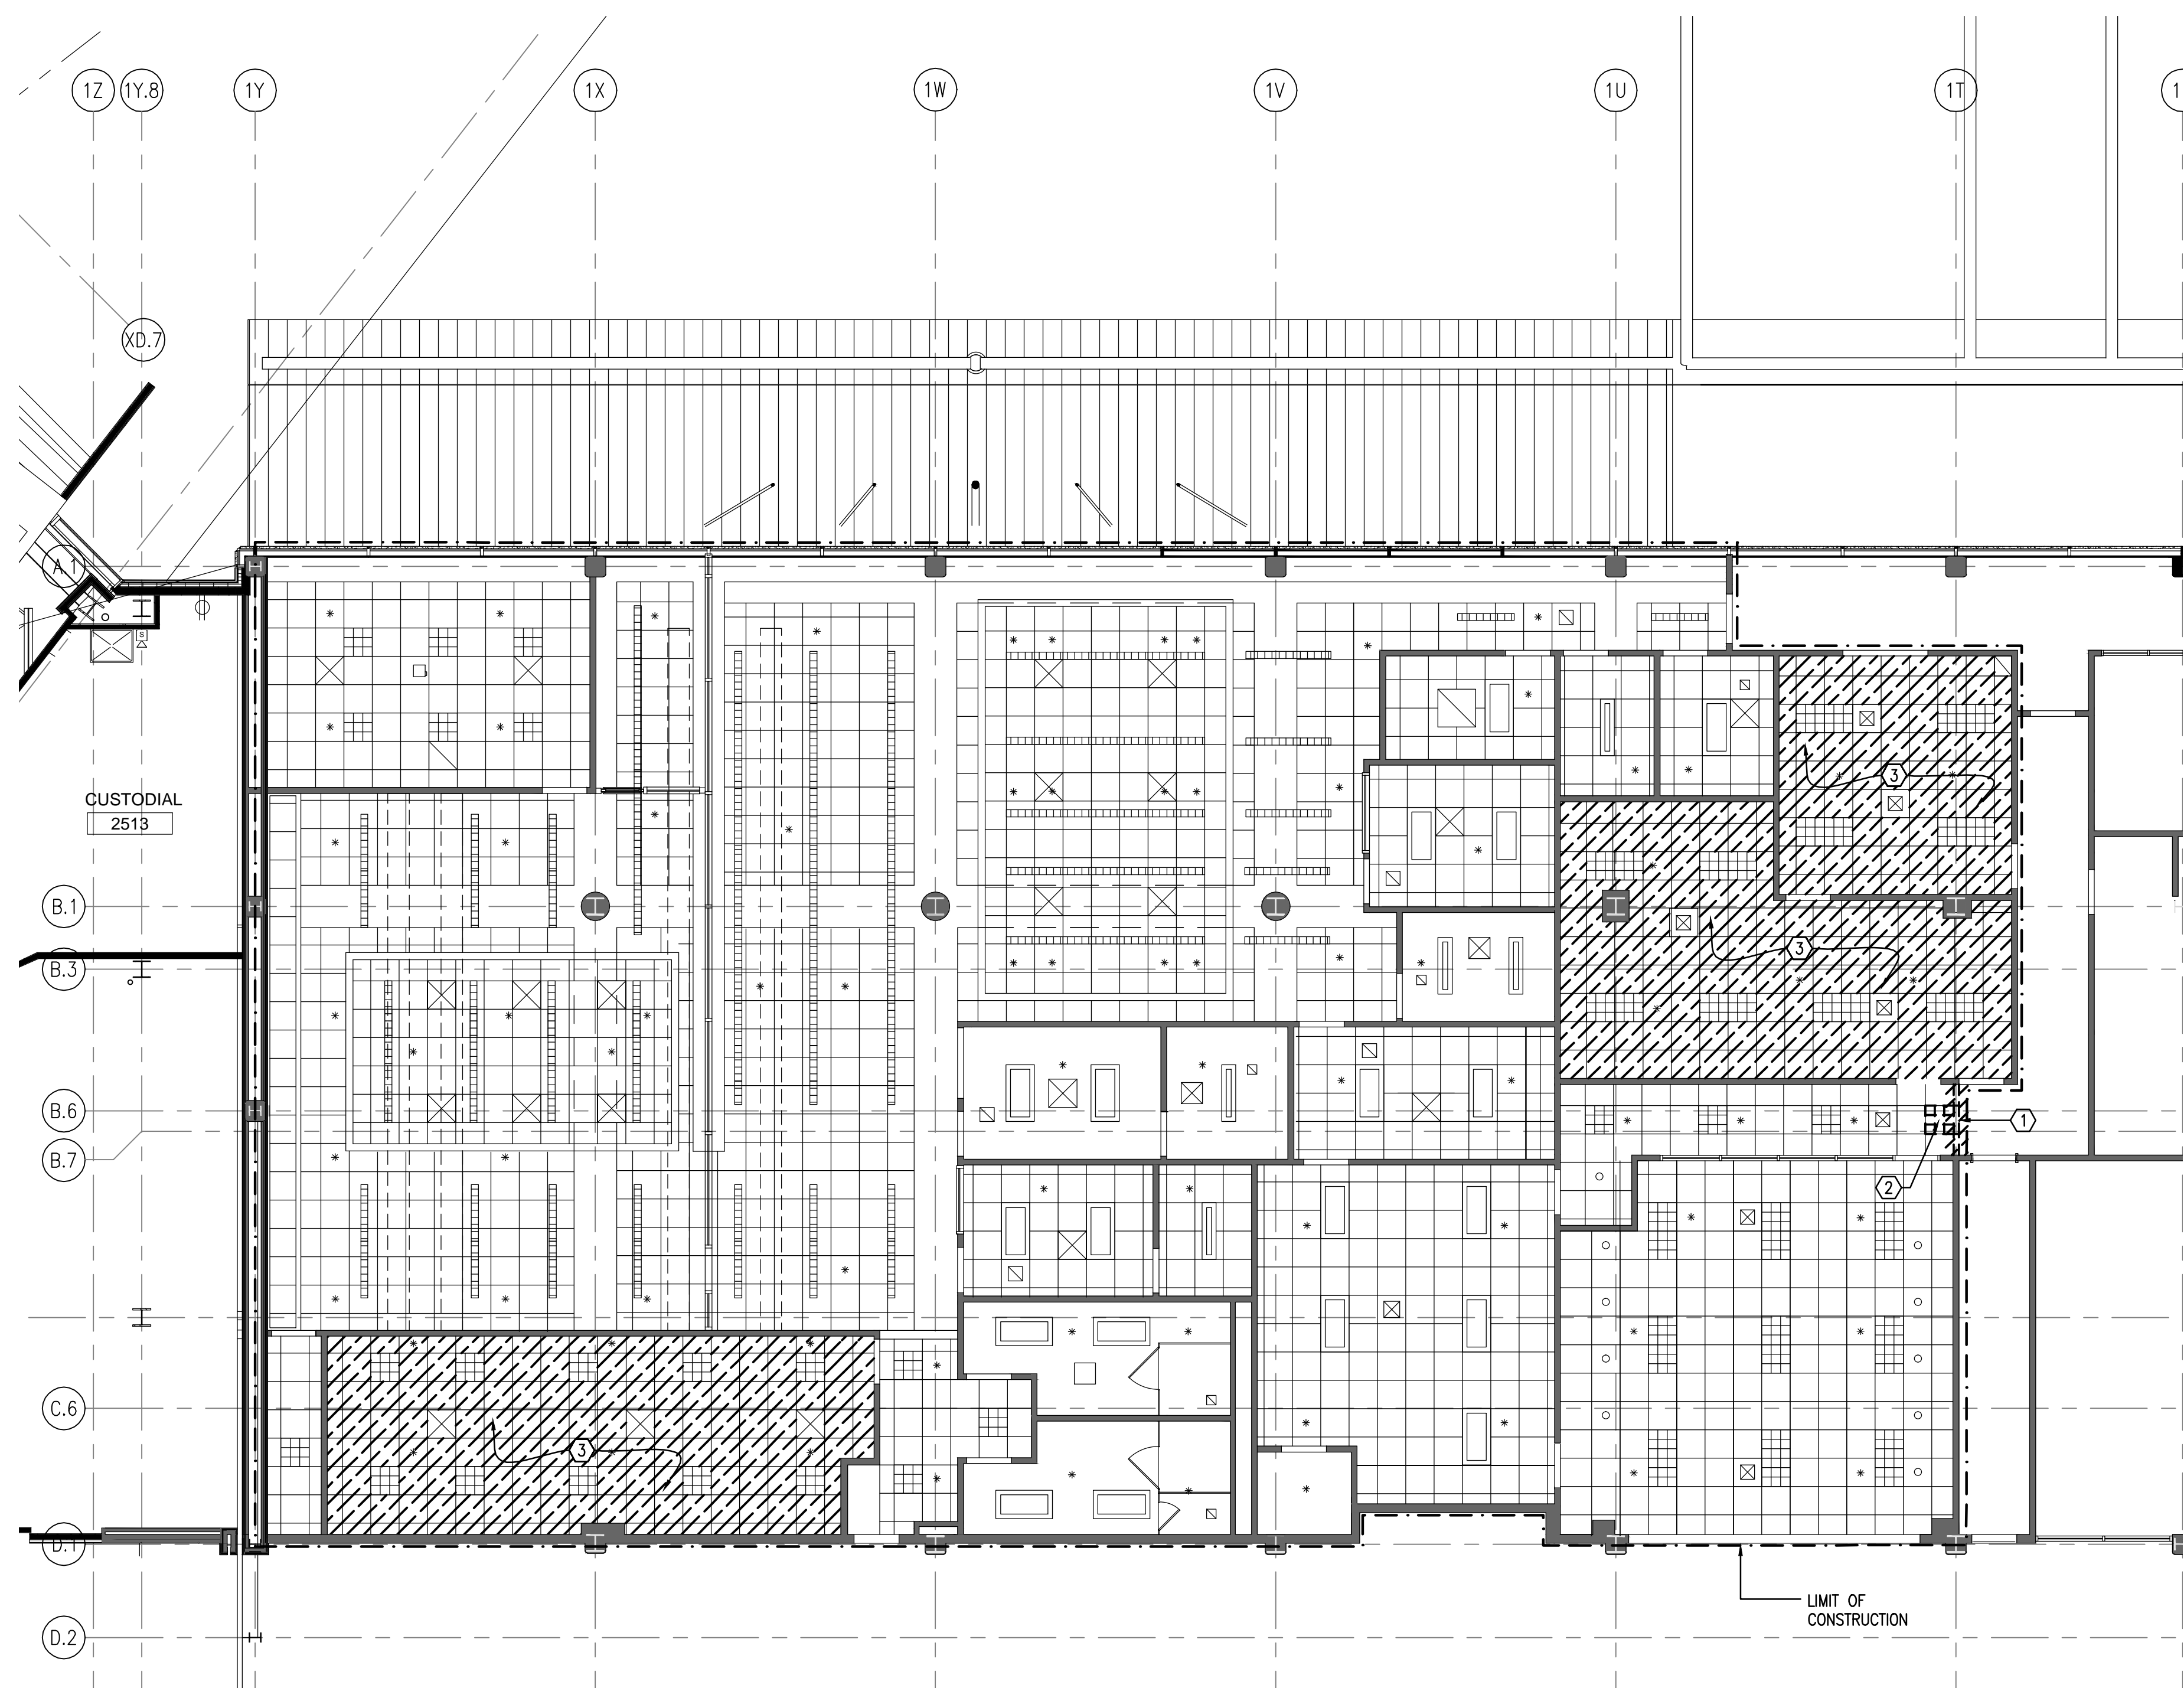 1Z
1Y.8
1Y
1X
1W
1V
1U
1T
1
XD.7
A.1
S
CUSTODIAL
2513
3
B.1
3
B.3
B.6
1
B.7
2
C.6
3
D.1
LIMIT OF
CONSTRUCTION
D.2